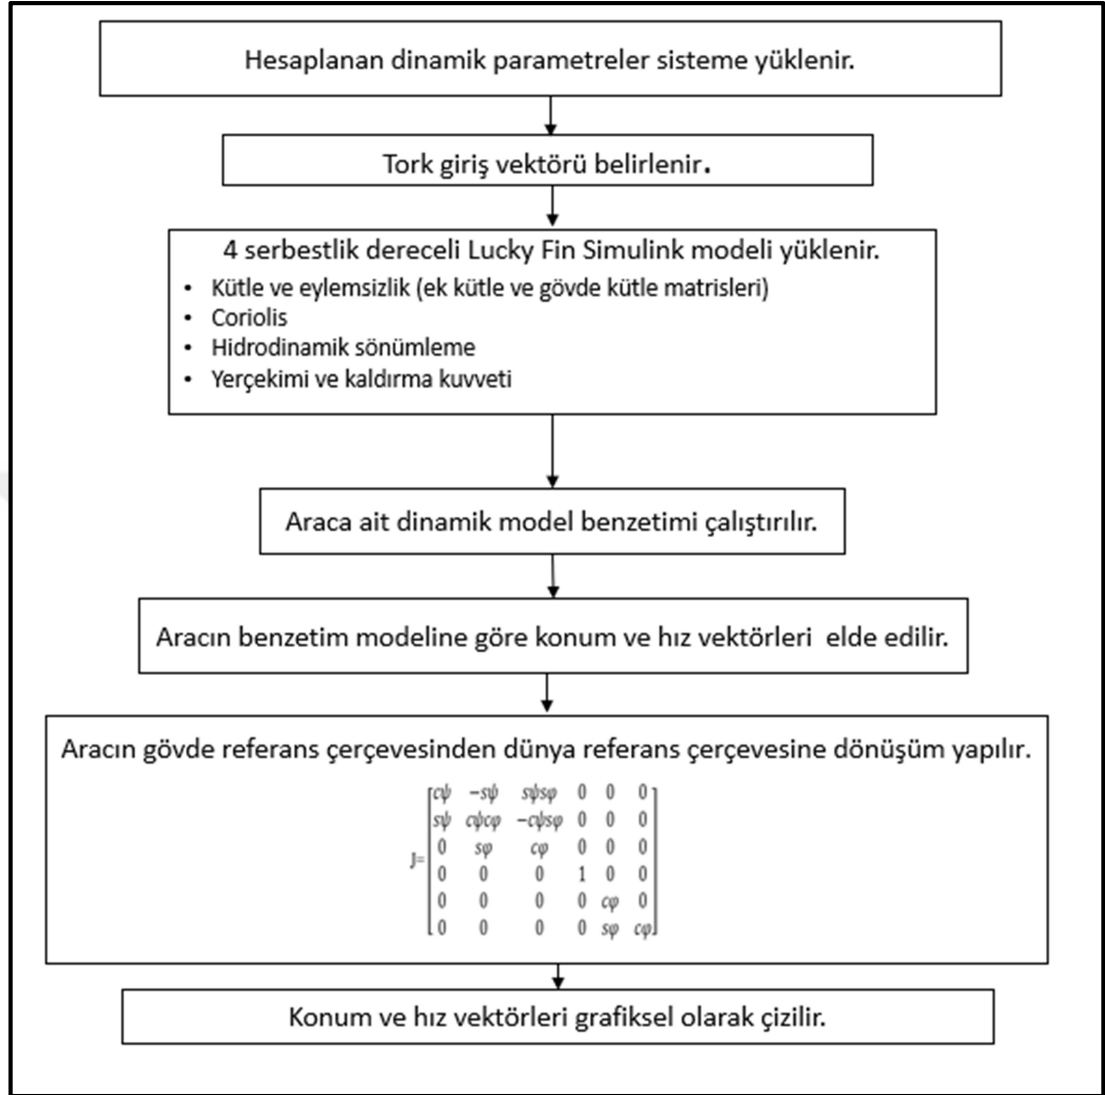 Hesaplanan dinamik parametreler sisteme yüklenir.
Tork giriş vektörü belirlenir.
4 serbestlik dereceli Lucky Fin Simulink modeli yüklenir.
• Kütle ve eylemsizlik (ek kütle ve gövde kütle matrisleri)
• Coriolis
• Hidrodinamik sönümleme
• Yerçekimi ve kaldırma kuvveti
Araca ait dinamik model benzetimi çalıştırılır.
Aracın benzetim modeline göre konum ve hız vektörleri elde edilir.
Aracın gövde referans çerçevesinden dünya referans çerçevesine dönüşüm yapılır.
cψ −sψ sψsφ 0 0 0
sψ cψcφ −cψsφ 0 0 0
0 sφ cφ 0 0 0
J=
0 0 0 1 0 0
0 0 0 0 cφ 0
0 0 0 0 sφ cφ
Konum ve hız vektörleri grafiksel olarak çizilir.